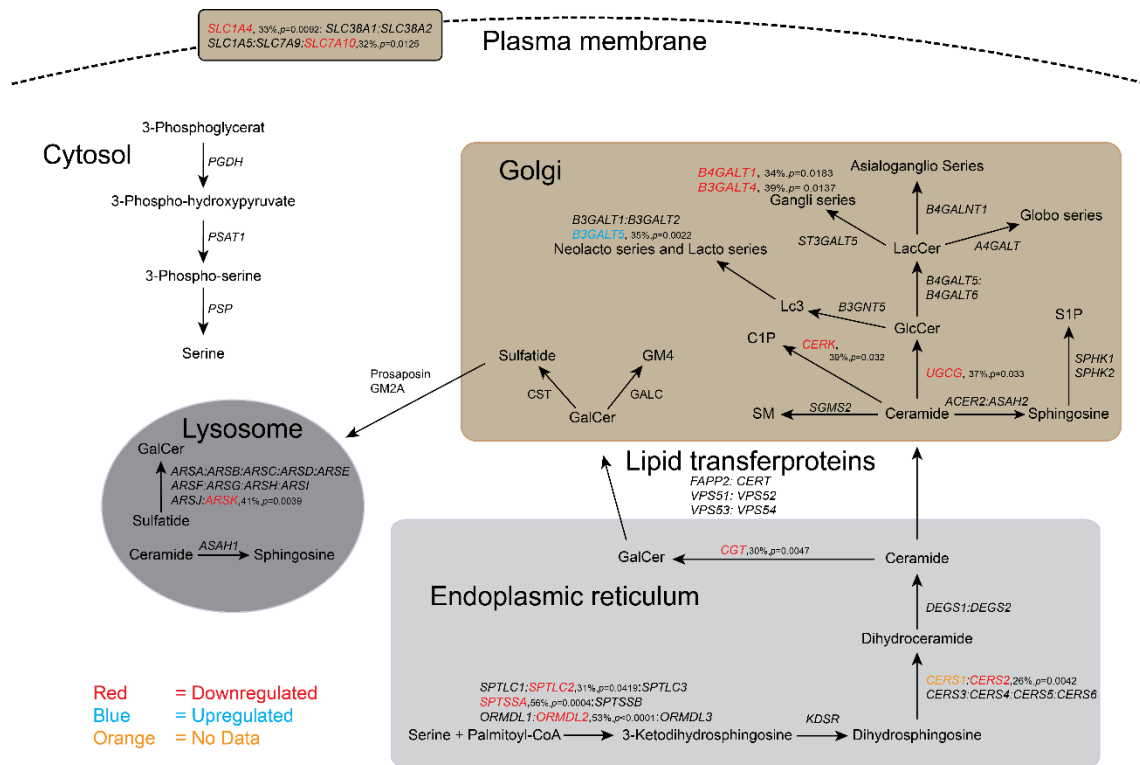 SLC1A4, 33%,p=0.0092: SLC38A1:SLC38A2
SLC1A5:SLC7A9:SLC7A10,32%,p=0.0125
Plasma membrane
Cytosol
3-Phosphoglycerat
PGDH
3-Phospho-hydroxypyruvate
PSAT1
3-Phospho-serine
PSP
Serine
Golgi
B4GALT1, 34%,p=0.0183
B3GALT4, 39%,p= 0.0137
Gangli series
Asialoganglio Series
B4GALNT1
Globo series
B3GALT1:B3GALT2
B3GALT5, 35%,p=0.0022
Neolacto series and Lacto series
ST3GALT5
LacCer
A4GALT
B4GALT5:
B4GALT6
Lc3
B3GNT5
GlcCer
S1P
C1P
CERK,
39%,p=0.032
UGCG, 37%,p=0.033
SPHK1
SPHK2
Sulfatide
GM4
CST
GALC
GalCer
SM
SGMS2
Ceramide
ACER2:ASAH2
Sphingosine
Prosaposin
GM2A
Lysosome
GalCer
ARSA:ARSB:ARSC:ARSD:ARSE
ARSF:ARSG:ARSH:ARSI
ARSJ:ARSK,41%,p=0.0039
Sulfatide
Ceramide
ASAH1
Sphingosine
Lipid transferproteins
FAPP2: CERT
VPS51: VPS52
VPS53: VPS54
GalCer
CGT,30%,p=0.0047
Ceramide
Endoplasmic reticulum
DEGS1:DEGS2
Dihydroceramide
CERS1:CERS2,26%,p=0.0042
CERS3:CERS4:CERS5:CERS6
SPTLC1:SPTLC2,31%,p=0.0419:SPTLC3
SPTSSA,56%,p=0.0004:SPTSSB
ORMDL1:ORMDL2,53%,p<0.0001:ORMDL3
Serine + Palmitoyl-CoA
3-Ketodihydrosphingosine
KDSR
Dihydrosphingosine
Red = Downregulated
Blue = Upregulated
Orange = No Data